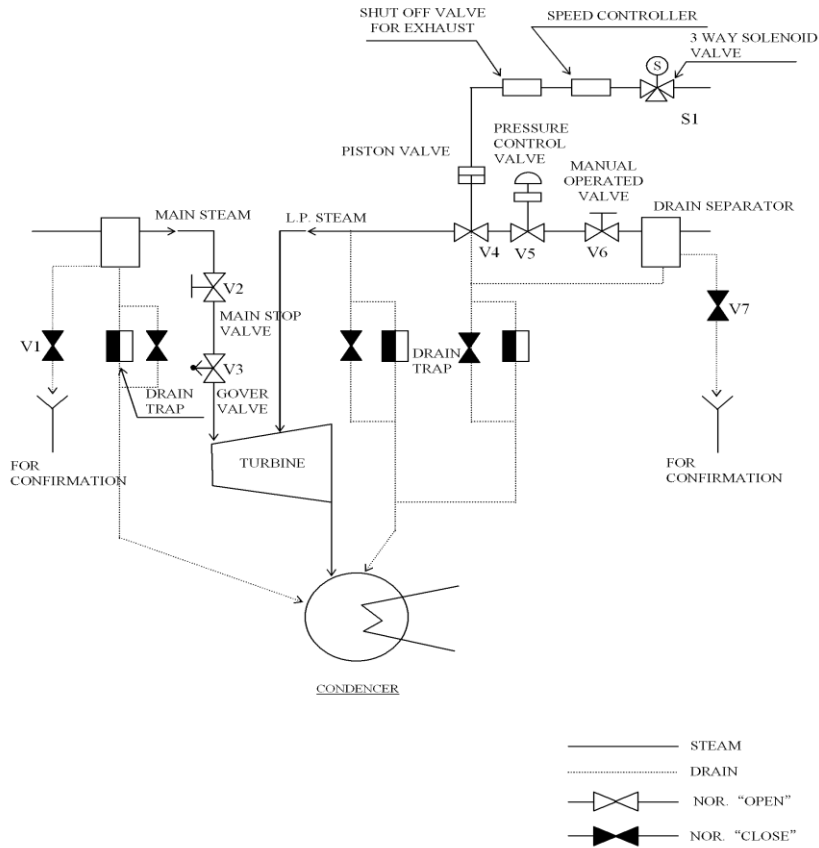 SHUT OFF VALVE
FOR EXHAUST
SPEED CONTROLLER
3 WAY SOLENOID
VALVE
S
S1
PRESSURE
CONTROL
VALVE
PISTON VALVE
MANUAL
OPERATED
VALVE
MAIN STEAM
L.P. STEAM
DRAIN SEPARATOR
V4
V5
V6
V2
MAIN STOP
VALVE
V7
V1
V3
DRAIN
TRAP
DRAIN
TRAP
GOVER
VALVE
TURBINE
FOR
CONFIRMATION
FOR
CONFIRMATION
CONDENCER
STEAM
DRAIN
NOR. “OPEN”
NOR. “CLOSE”